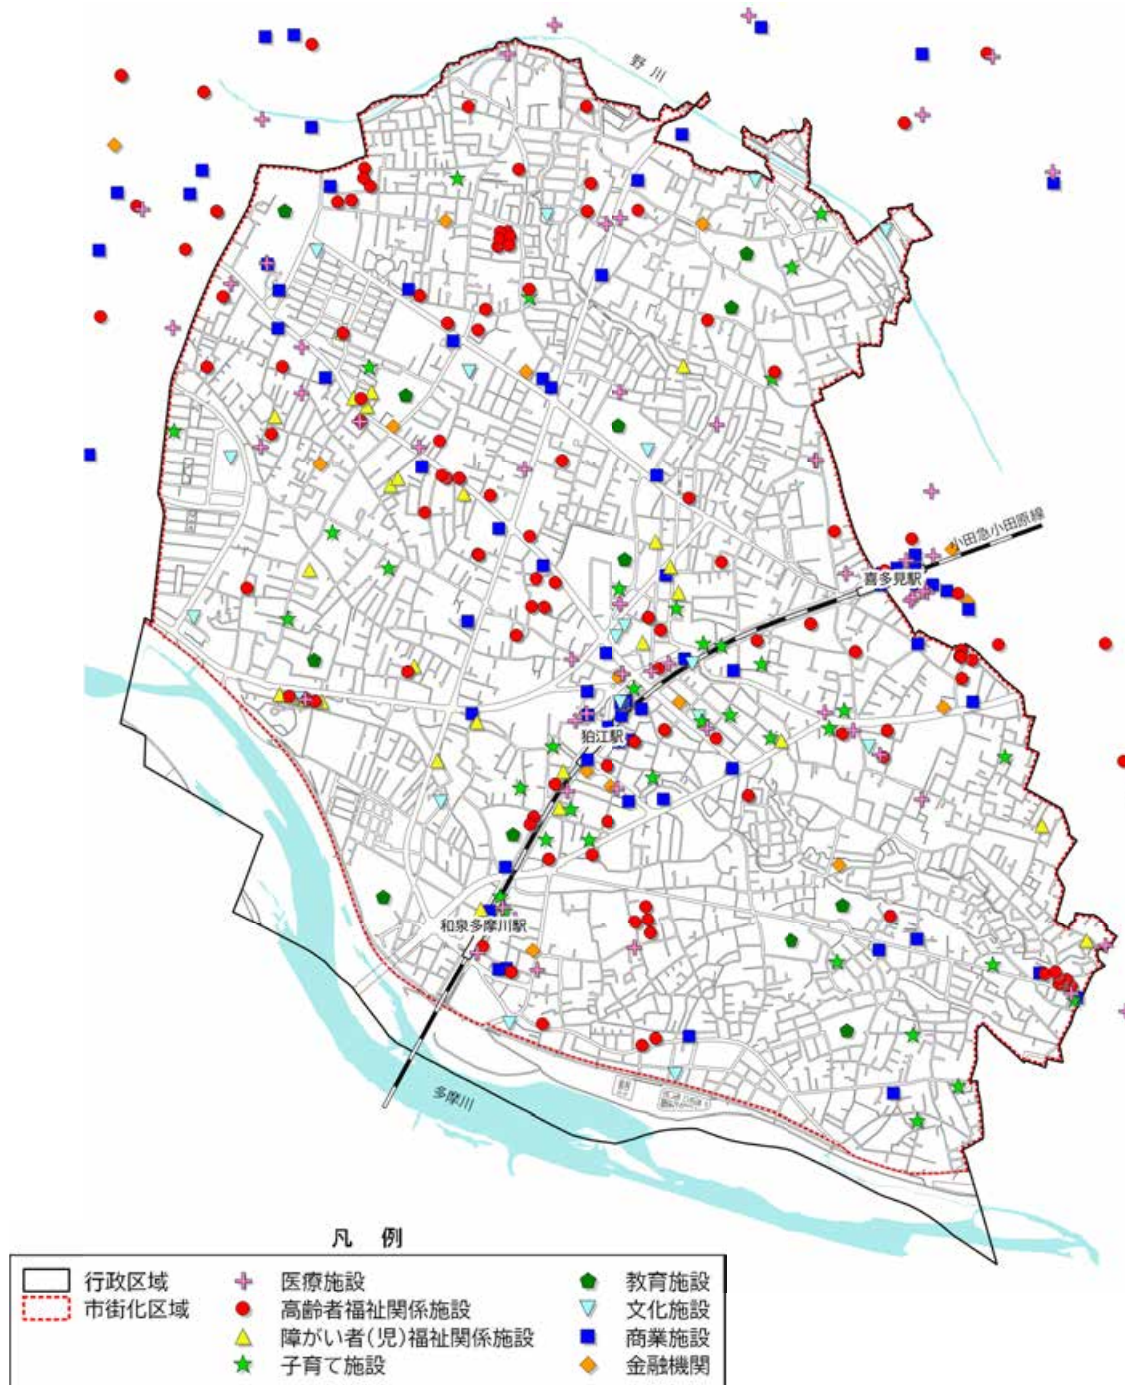 野川
小田急小田原線
喜多見駅
狛江駅
和泉多摩川駅
多摩川
凡 例
行政区域
市街化区域
医療施設
高齢者福祉関係施設
障がい者(児)福祉関係施設
子育て施設
教育施設
文化施設
商業施設
金融機関